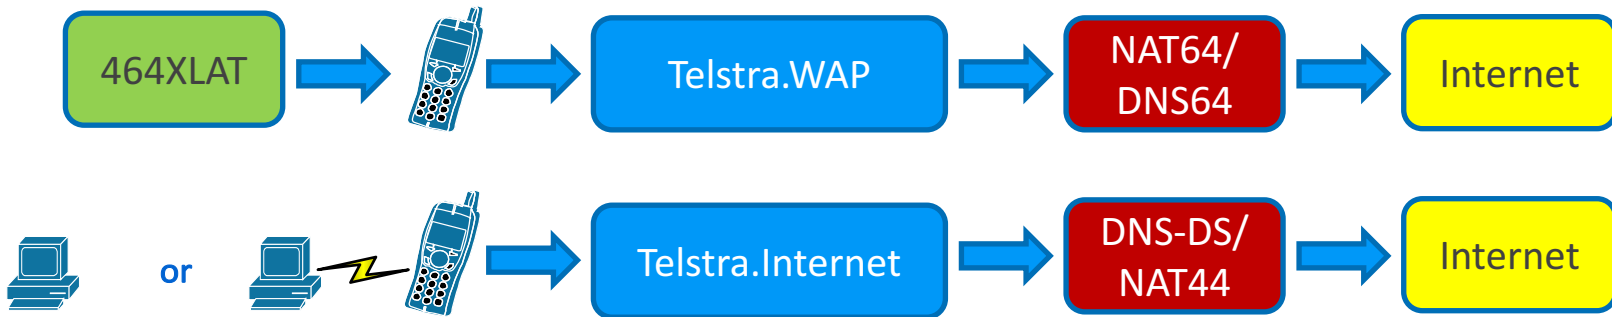 464XLAT
Telstra.WAP
NAT64/
DNS64
Internet
or
Telstra.Internet
DNS-DS/
NAT44
Internet